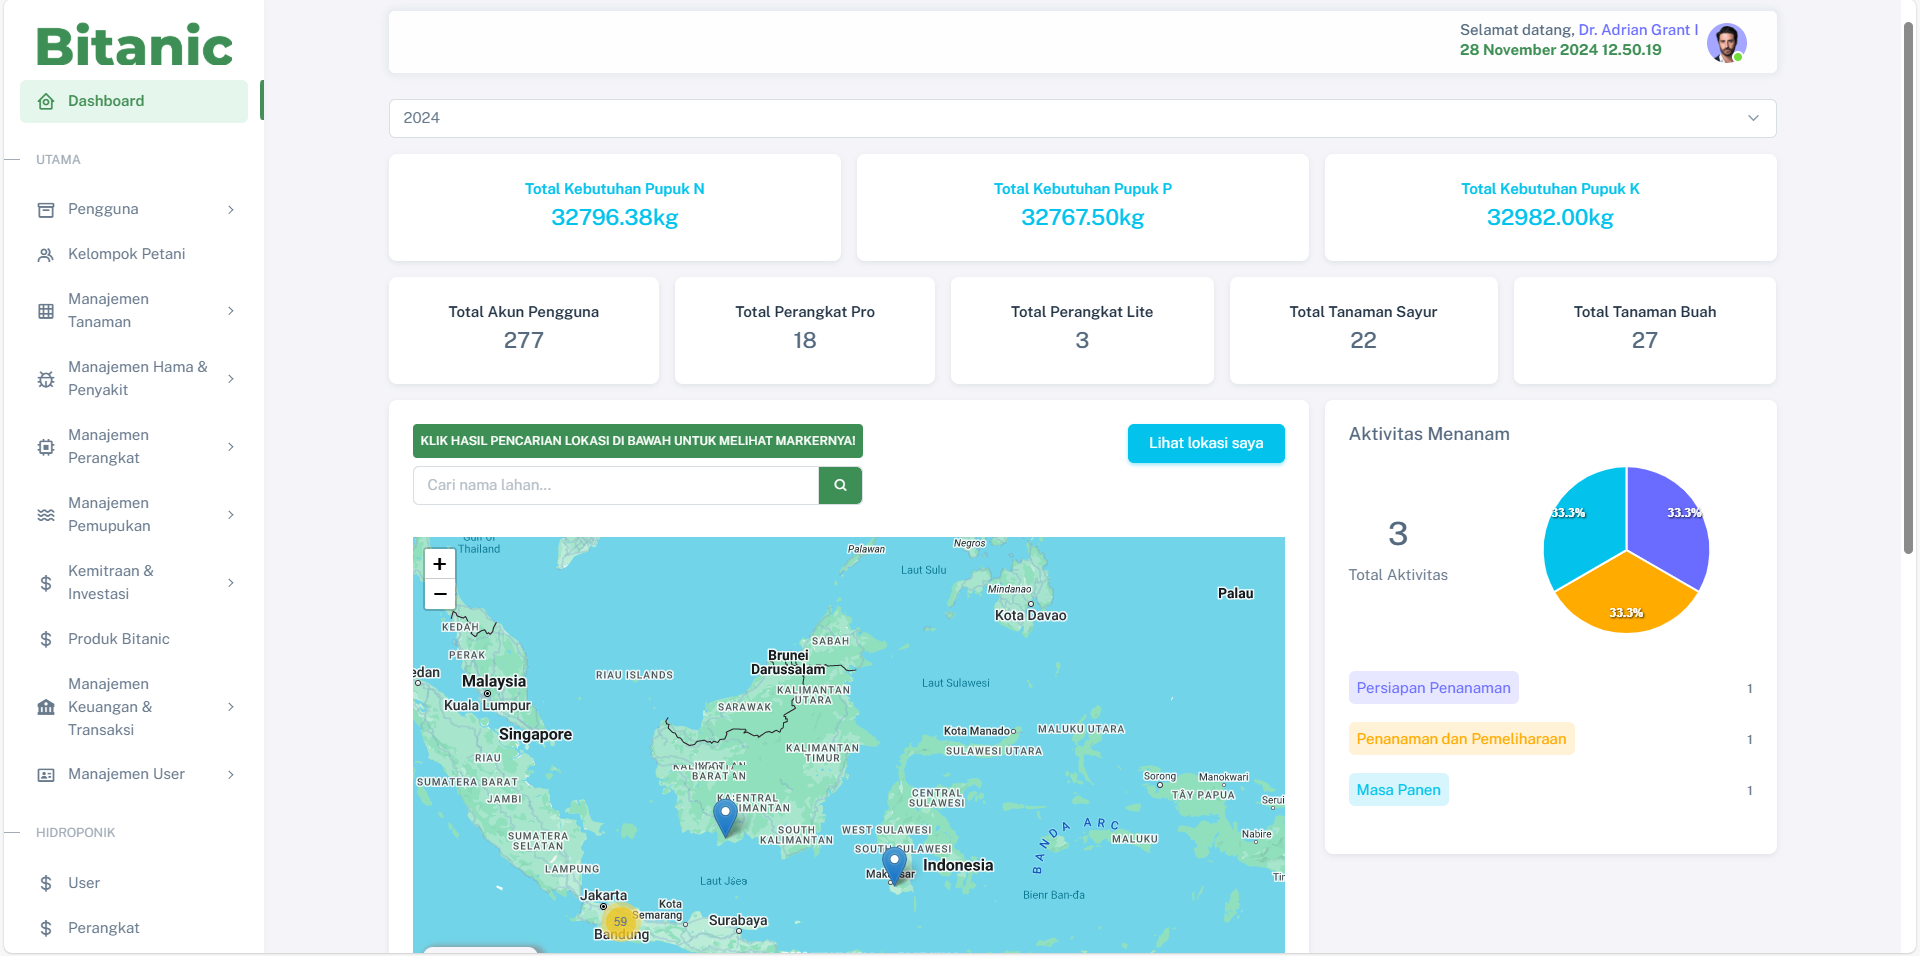 Bitanic
Dashboard
UTAMA
Pengguna
Kelompok Petani
Manajemen
Tanaman
Manajemen Hama &
Penyakit
Manajemen
Perangkat
Manajemen
Pemupukan
Kemitraan &
Investasi
Produk Bitanic
Manajemen
Keuangan &
Transaksi
Manajemen User
HIDROPONIK
User
Perangkat
Selamat datang, Dr. Adrian Grant I
28 November 2024 12.50.19
2024
Total Kebutuhan Pupuk N
32796.38kg
Total Kebutuhan Pupuk P
32767.50kg
Total Kebutuhan Pupuk K
32982.00kg
Total Akun Pengguna
277
Total Perangkat Pro
18
Total Perangkat Lite
3
Total Tanaman Sayur
22
Total Tanaman Buah
27
KLIK HASIL PENCARIAN LOKASI DI BAWAH UNTUK MELIHAT MARKERNYA!
Lihat lokasi saya
Cari nama lahan...
+
−
Gulf of
Thailand
Palawan
Negros
Laut Sulu
Mindanao
Kota Davao
Palau
KEDAH
PERAK
Malaysia
Kuala Lumpur
RIAU ISLANDS
SABAH
Brunei
Darussalam
KALIMANTAN
UTARA
SARAWAK
Laut Sulawesi
Singapore
Kota Manado
MALUKU UTARA
SULAWESI UTARA
KALIMANTAN
TIMUR
RIAU
SUMATERA BARAT
JAMBI
BARAT
Sorong
Manokwari
TÂY PAPUA
CENTRAL
SULAWESI
SOUTH
KALIMANTAN
WEST SULAWESI
SUMATERA
SELATAN
BANDA ARC
MALUKU
Nabire
Indonesia
LAMPUNG
Bienr Ban-da
Jakarta
Kota
Semarang
Surabaya
59
Bandung
Aktivitas Menanam
3
Total Aktivitas
33.3%
33.3%
33.3%
Persiapan Penanaman 1
Penanaman dan Pemeliharaan 1
Masa Panen 1